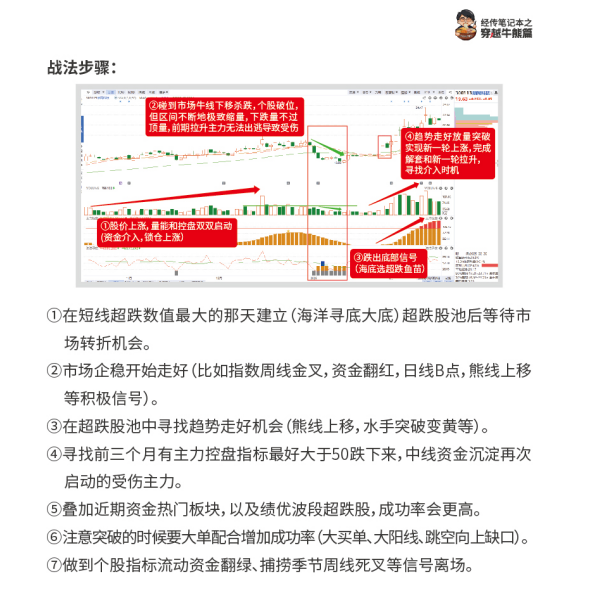 经传笔记本之
穿越牛熊篇
战法步骤：
②碰到市场牛线下移杀跌，个股破位，
但区间不断地极致缩量，下跌量不过
顶量，前期拉升主力无法出逃导致受伤
④趋势走好放量突破
实现新一轮上涨，完成
解套和新一轮拉升，
寻找介入时机
①股价上涨，量能和控盘双双启动
（资金介入，锁仓上涨）
③跌出底部信号
（海底选超跌鱼苗）
①在短线超跌数值最大的那天建立（海洋寻底大底）超跌股池后等待市
场转折机会。
②市场企稳开始走好（比如指数周线金叉，资金翻红，日线B点，熊线上移
等积极信号）。
③在超跌股池中寻找趋势走好机会（熊线上移，水手突破变黄等）。
④寻找前三个月有主力控盘指标最好大于50跌下来，中线资金沉淀再次
启动的受伤主力。
⑤叠加近期资金热门板块，以及绩优波段超跌股，成功率会更高。
⑥注意突破的时候要大单配合增加成功率（大买单、大阳线、跳空向上缺口）。
⑦做到个股指标流动资金翻绿、捕捞季节周线死叉等信号离场。